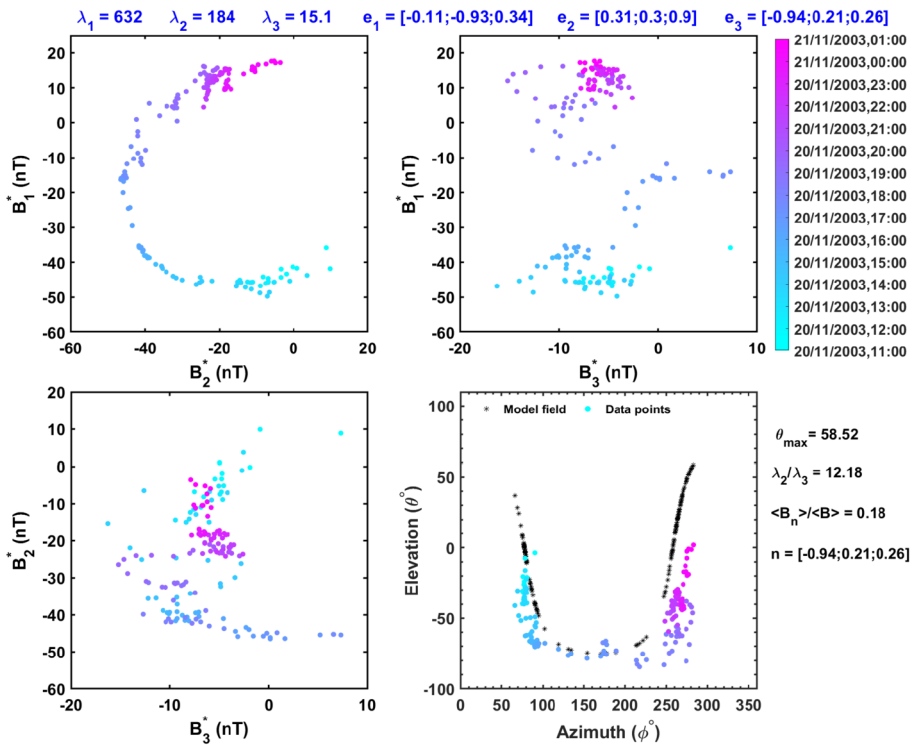 λ1 = 632 λ2 = 184 λ3 = 15.1 e1 = [-0.11;-0.93;0.34] e2 = [0.31;0.3;0.9] e3 = [-0.94;0.21;0.26]
20
10
0
-10
-20
-30
-40
-50
-60
B1* (nT)
-60 -40 -20 0 20
B2* (nT)
20
10
0
-10
-20
-30
-40
-50
-60
B1* (nT)
-20 -10 0 10
B3* (nT)
21/11/2003,01:00
21/11/2003,00:00
20/11/2003,23:00
20/11/2003,22:00
20/11/2003,21:00
20/11/2003,20:00
20/11/2003,19:00
20/11/2003,18:00
20/11/2003,17:00
20/11/2003,16:00
20/11/2003,15:00
20/11/2003,14:00
20/11/2003,13:00
20/11/2003,12:00
20/11/2003,11:00
20
10
0
-10
-20
-30
-40
-50
-60
B2* (nT)
-20 -10 0 10
B3* (nT)
Model field Data points
100
50
0
-50
-100
Elevation (θ°)
0 50 100 150 200 250 300 350
Azimuth (φ°)
θmax = 58.52
λ2/λ3 = 12.18
<Bn>/<B> = 0.18
n = [-0.94;0.21;0.26]